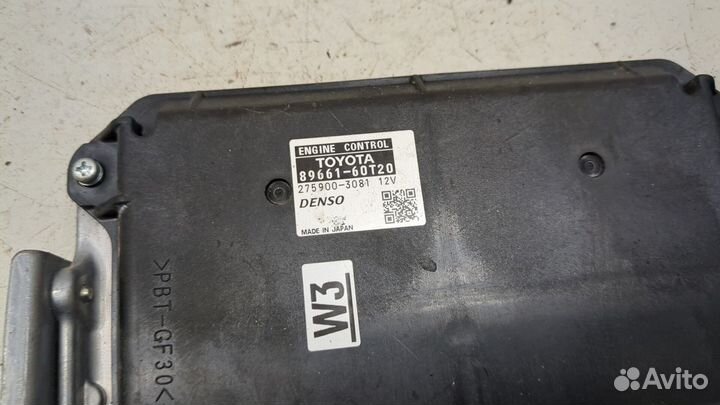 ENGINE CONTROL
TOYOTA
89661-60T20
275900-3081 12V
DENSO
MADE IN JAPAN
W3
>PBT-GF30<
Avito